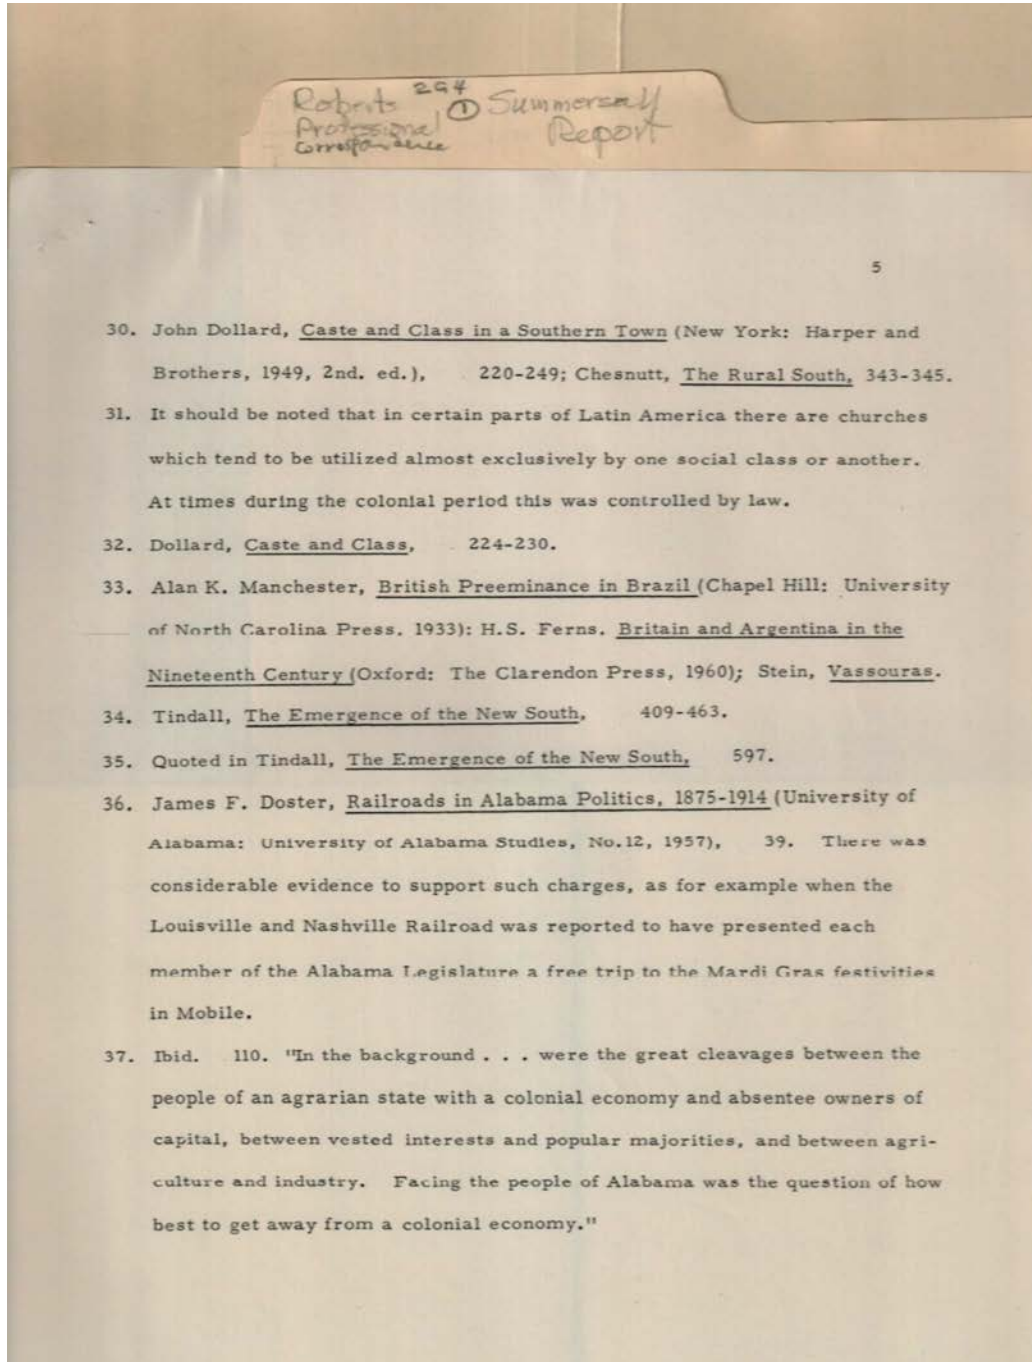 Roberts 294 ① Summersell
Professional Report
Correspondence
5
30. John Dollard, Caste and Class in a Southern Town (New York: Harper and
Brothers, 1949, 2nd. ed.), 220-249; Chesnutt, The Rural South, 343-345.
31. It should be noted that in certain parts of Latin America there are churches
which tend to be utilized almost exclusively by one social class or another.
At times during the colonial period this was controlled by law.
32. Dollard, Caste and Class, 224-230.
33. Alan K. Manchester, British Preeminance in Brazil (Chapel Hill: University
of North Carolina Press, 1933); H.S. Ferns, Britain and Argentina in the
Nineteenth Century (Oxford: The Clarendon Press, 1960); Stein, Vassouras.
34. Tindall, The Emergence of the New South, 409-463.
35. Quoted in Tindall, The Emergence of the New South, 597.
36. James F. Doster, Railroads in Alabama Politics, 1875-1914 (University of
Alabama: University of Alabama Studies, No.12, 1957), 39. There was
considerable evidence to support such charges, as for example when the
Louisville and Nashville Railroad was reported to have presented each
member of the Alabama Legislature a free trip to the Mardi Gras festivities
in Mobile.
37. Ibid. 110. "In the background . . . were the great cleavages between the
people of an agrarian state with a colonial economy and absentee owners of
capital, between vested interests and popular majorities, and between agri-
culture and industry. Facing the people of Alabama was the question of how
best to get away from a colonial economy."